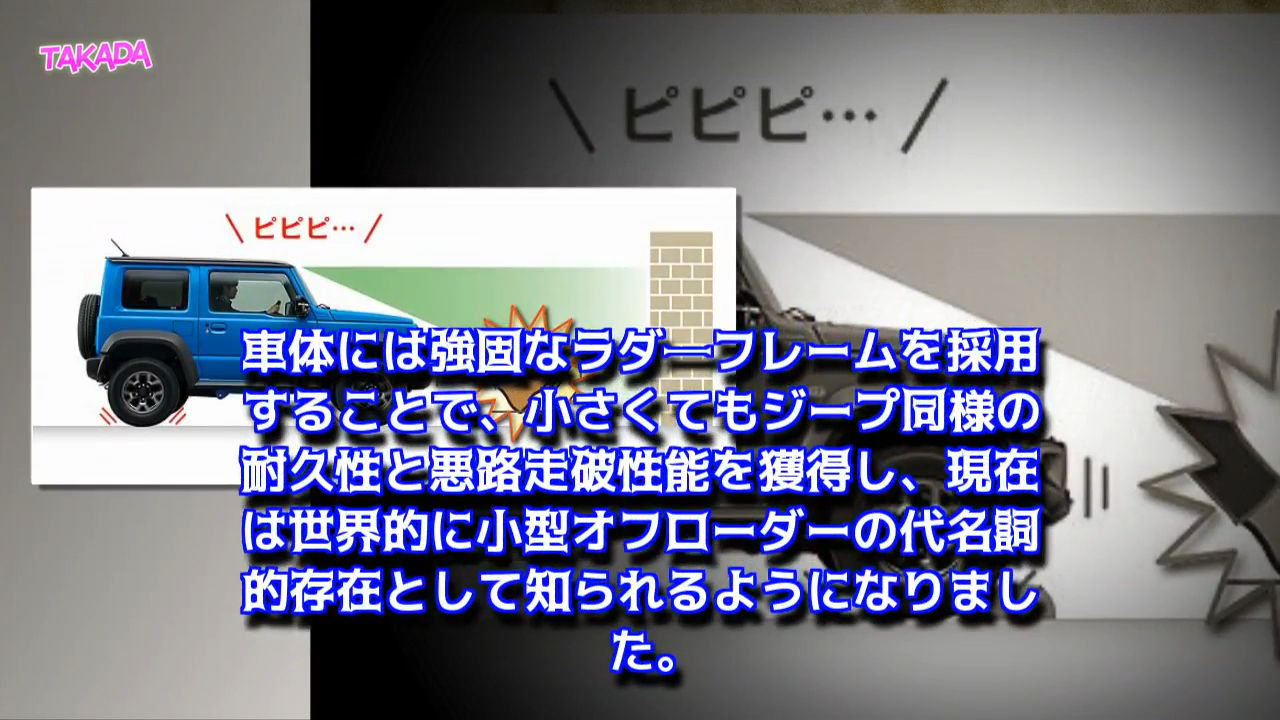 TAKADA
\ ピピピ… /
\ ピピピ… /
車体には強固なラダーフレームを採用
することで、小さくてもジープ同様の
耐久性と悪路走破性能を獲得し、現在
は世界的に小型オフローダーの代名詞
的存在として知られるようになりまし
た。